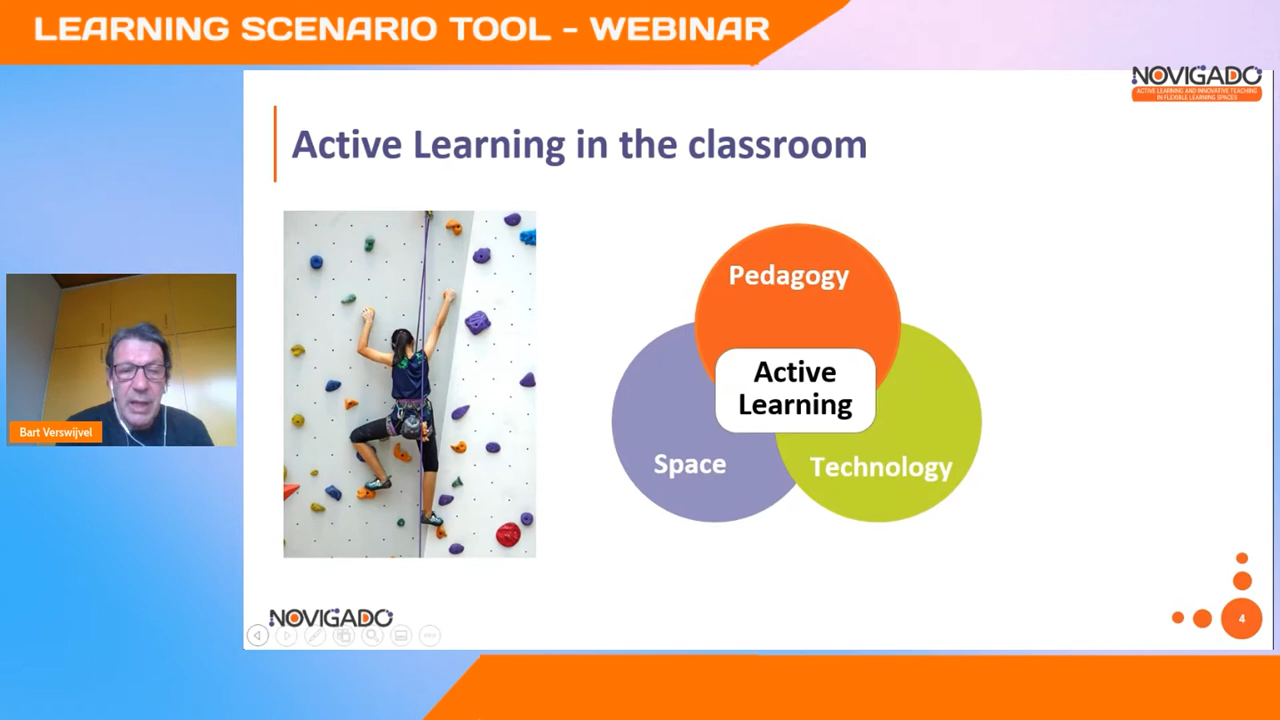 LEARNING SCENARIO TOOL - WEBINAR
NOVIGADO
ACTIVE LEARNING AND INNOVATIVE TEACHING
IN FLEXIBLE LEARNING SPACES
Active Learning in the classroom
Pedagogy
Active
Learning
Space
Technology
Bart Verswijvel
NOVIGADO
4